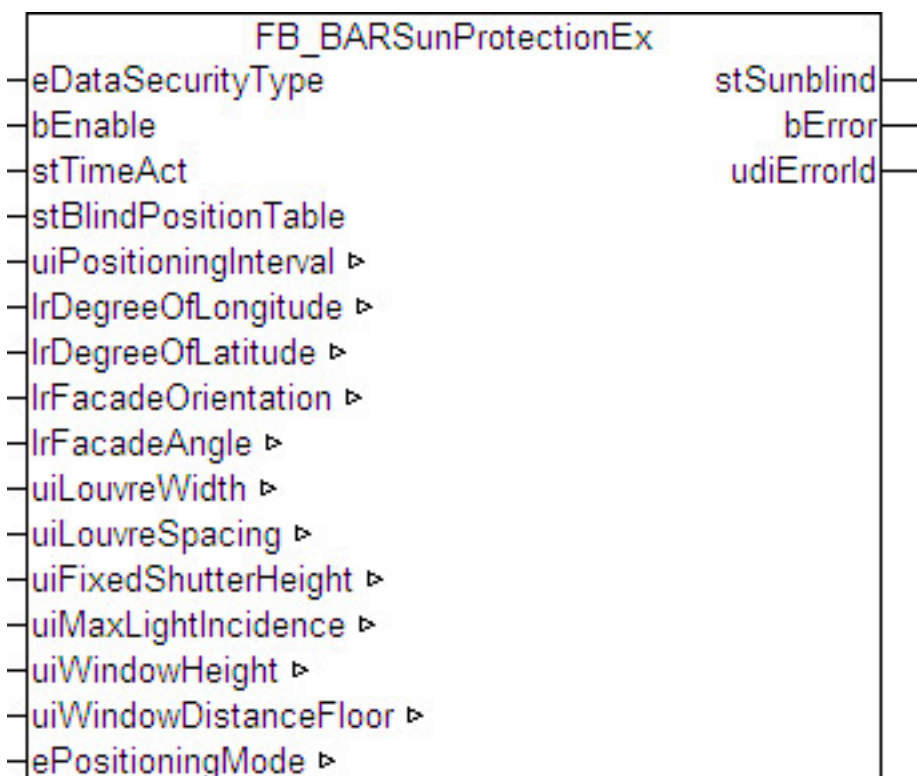 FB_BARSunProtectionEx
eDataSecurityType stSunblind
bEnable bError
stTimeAct udiErrorId
stBlindPositionTable
uiPositioningInterval
lrDegreeOfLongitude
lrDegreeOfLatitude
lrFacadeOrientation
lrFacadeAngle
uiLouvreWidth
uiLouvreSpacing
uiFixedShutterHeight
uiMaxLightIncidence
uiWindowHeight
uiWindowDistanceFloor
ePositioningMode